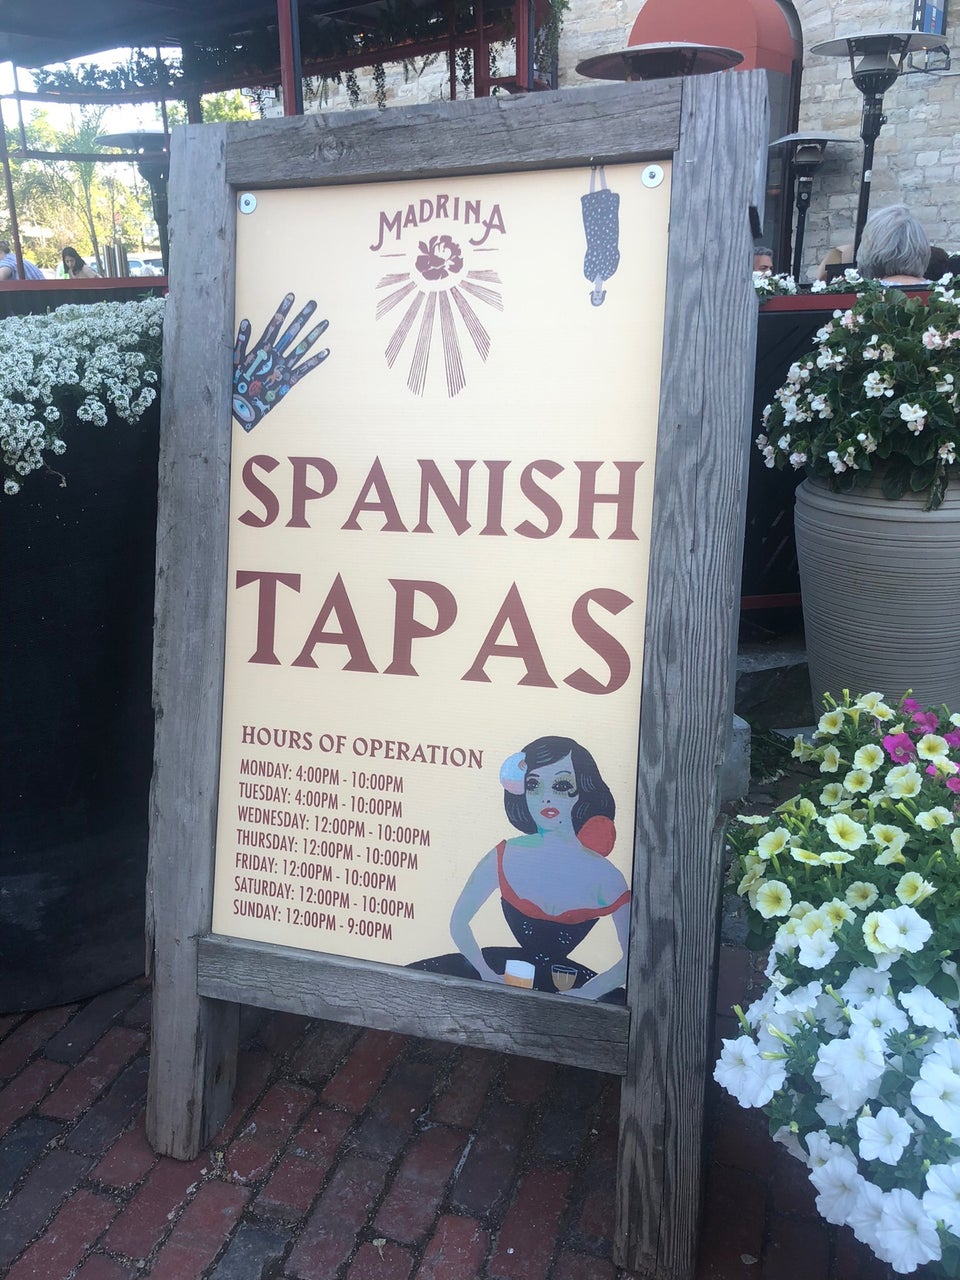 MADRINA
SPANISH
TAPAS
HOURS OF OPERATION
MONDAY: 4:00PM - 10:00PM
TUESDAY: 4:00PM - 10:00PM
WEDNESDAY: 12:00PM - 10:00PM
THURSDAY: 12:00PM - 10:00PM
FRIDAY: 12:00PM - 10:00PM
SATURDAY: 12:00PM - 10:00PM
SUNDAY: 12:00PM - 9:00PM